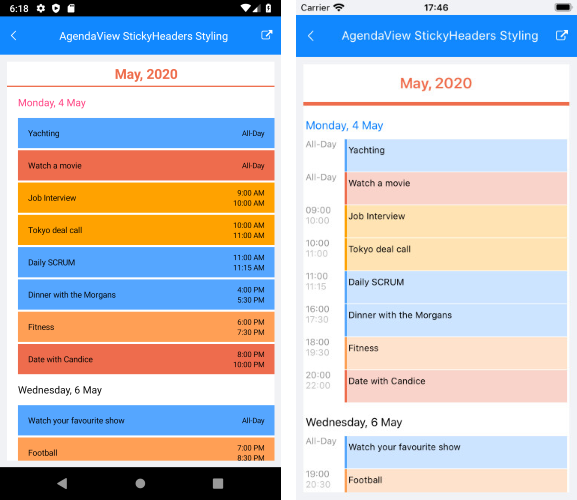 6:18
AgendaView StickyHeaders Styling
May, 2020
Monday, 4 May
Yachting All-Day
Watch a movie All-Day
Job Interview 9:00 AM
10:00 AM
Tokyo deal call 10:00 AM
11:00 AM
Daily SCRUM 11:00 AM
11:15 AM
Dinner with the Morgans 4:00 PM
5:30 PM
Fitness 6:00 PM
7:30 PM
Date with Candice 8:00 PM
10:00 PM
Wednesday, 6 May
Watch your favourite show All-Day
Football 7:00 PM
8:30 PM
Carrier 17:46
AgendaView StickyHeaders Styling
May, 2020
Monday, 4 May
All-Day Yachting
All-Day Watch a movie
09:00 Job Interview
10:00
10:00 Tokyo deal call
11:00
11:00 Daily SCRUM
11:15
16:00 Dinner with the Morgans
17:30
18:00 Fitness
19:30
20:00 Date with Candice
22:00
Wednesday, 6 May
All-Day Watch your favourite show
19:00 Football
20:30